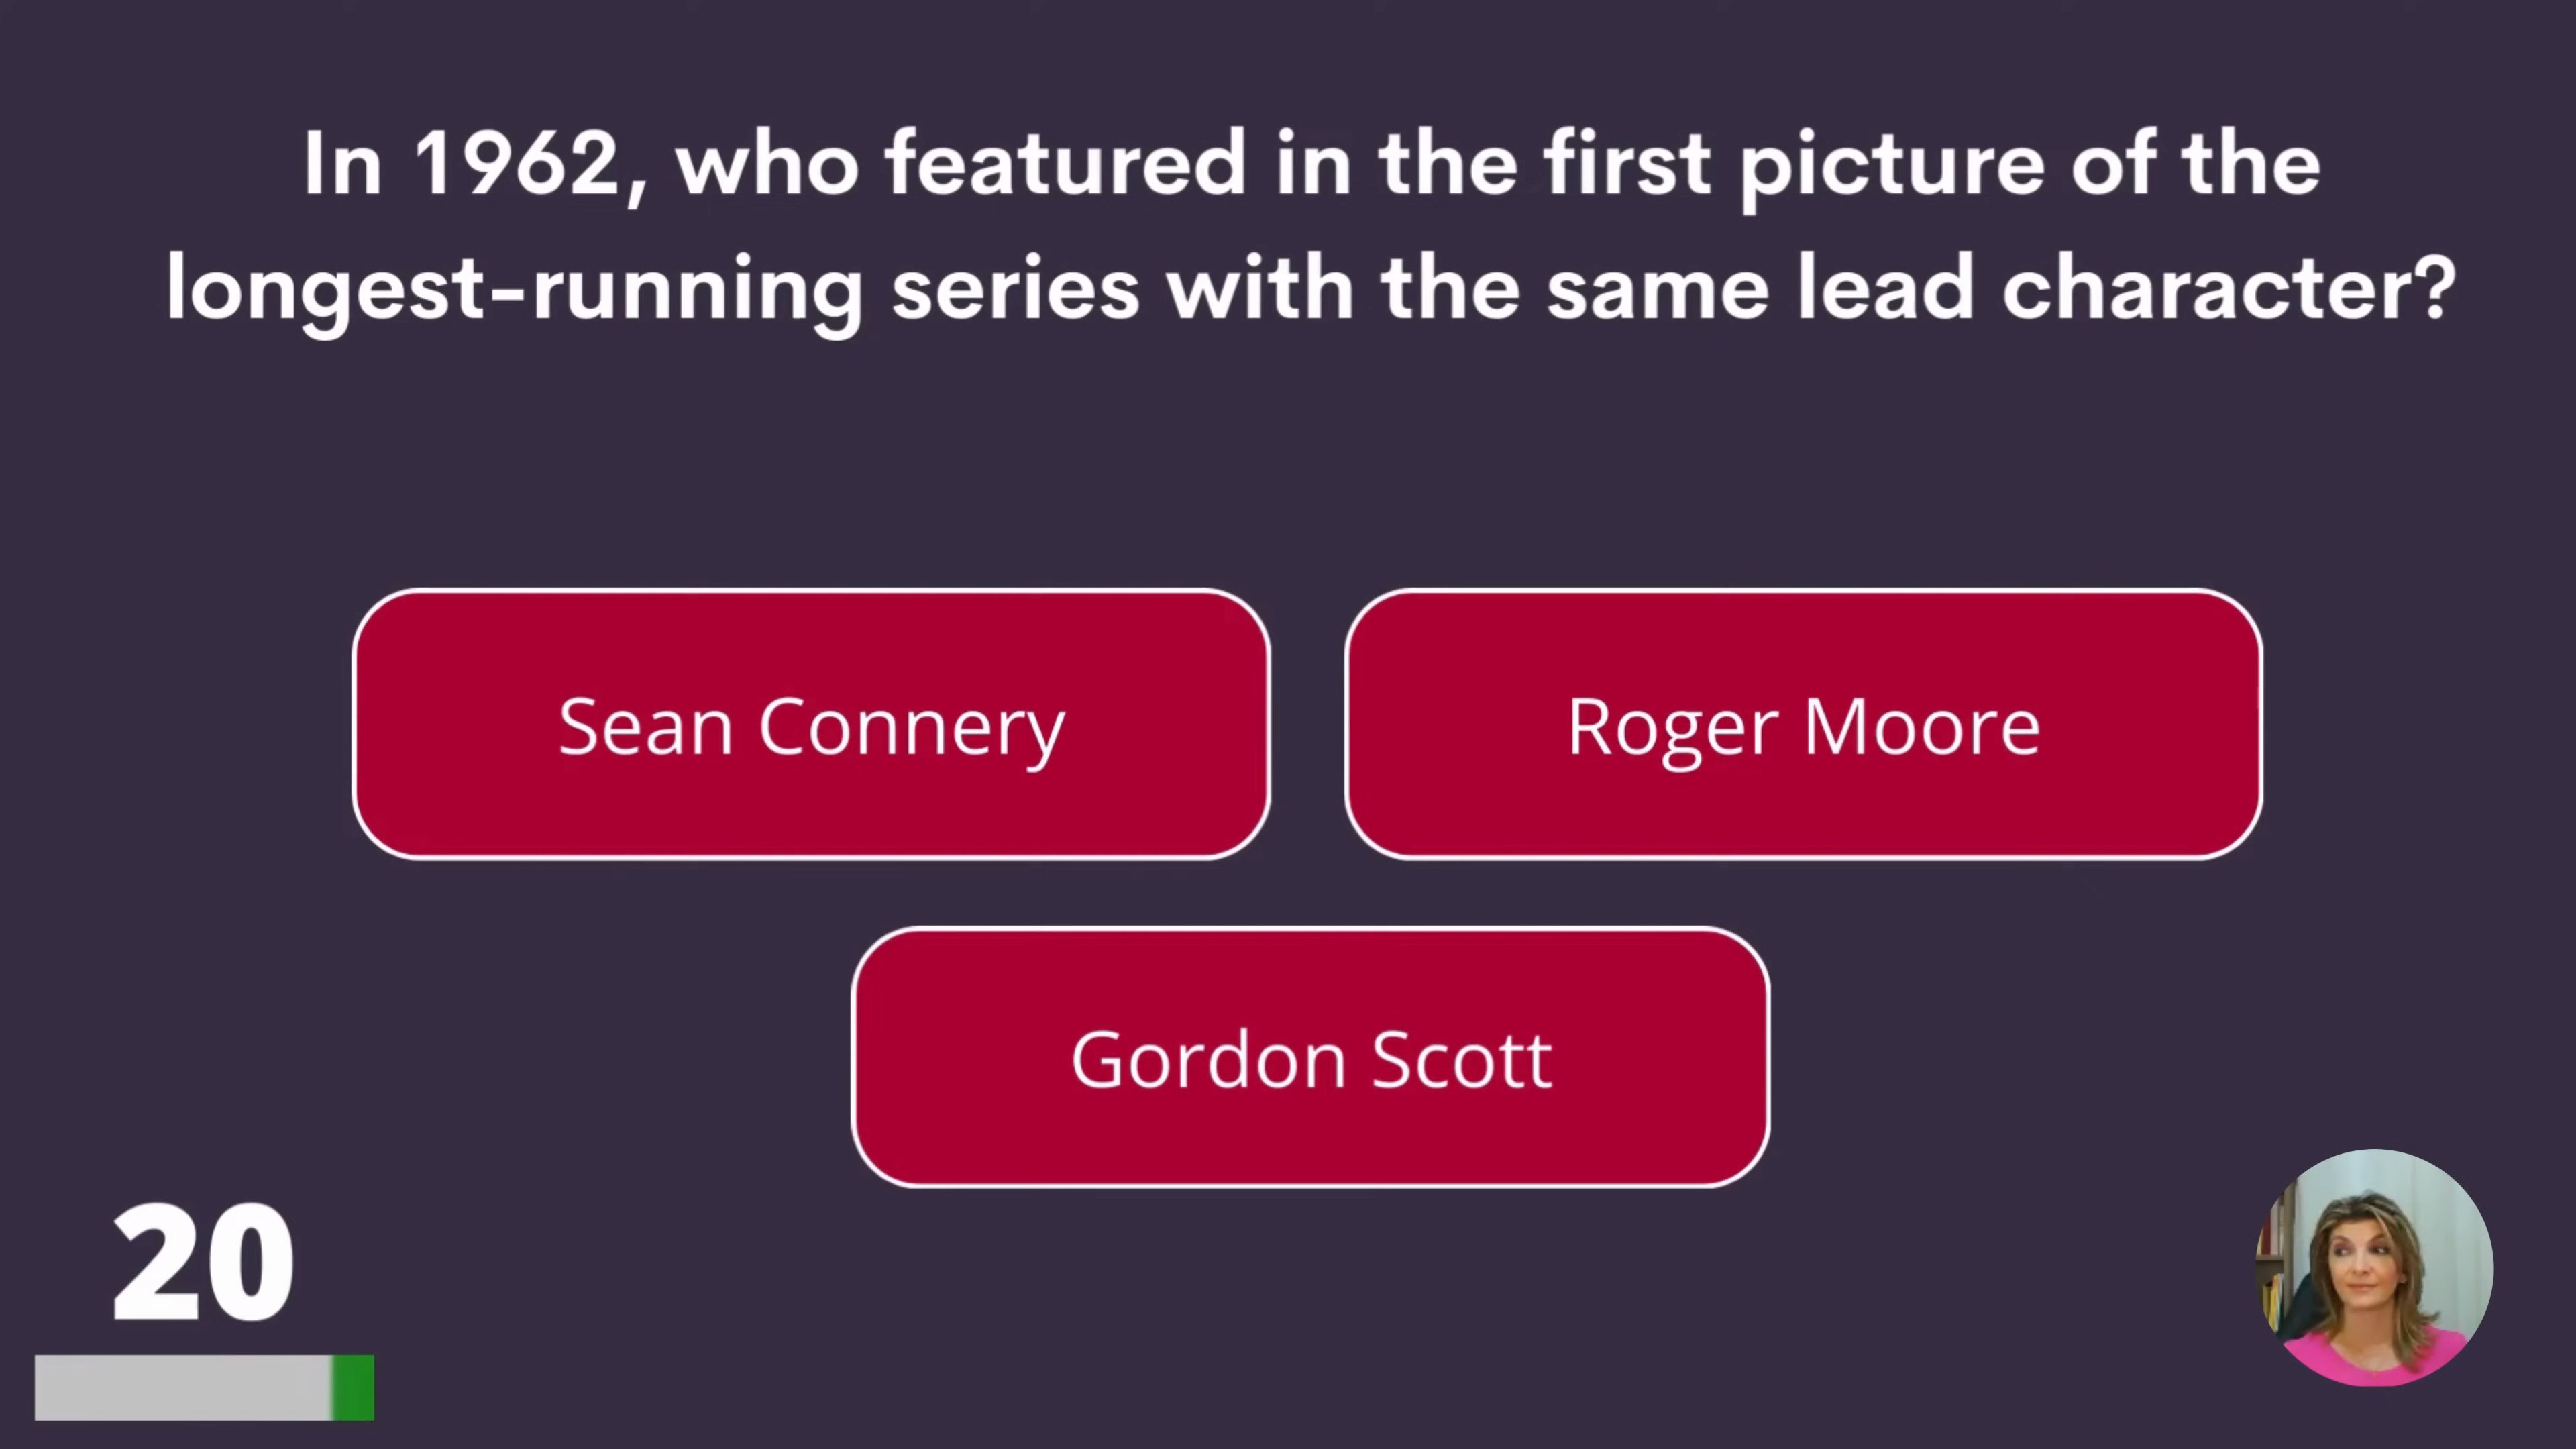 In 1962, who featured in the first picture of the
longest-running series with the same lead character?
Sean Connery
Roger Moore
Gordon Scott
20